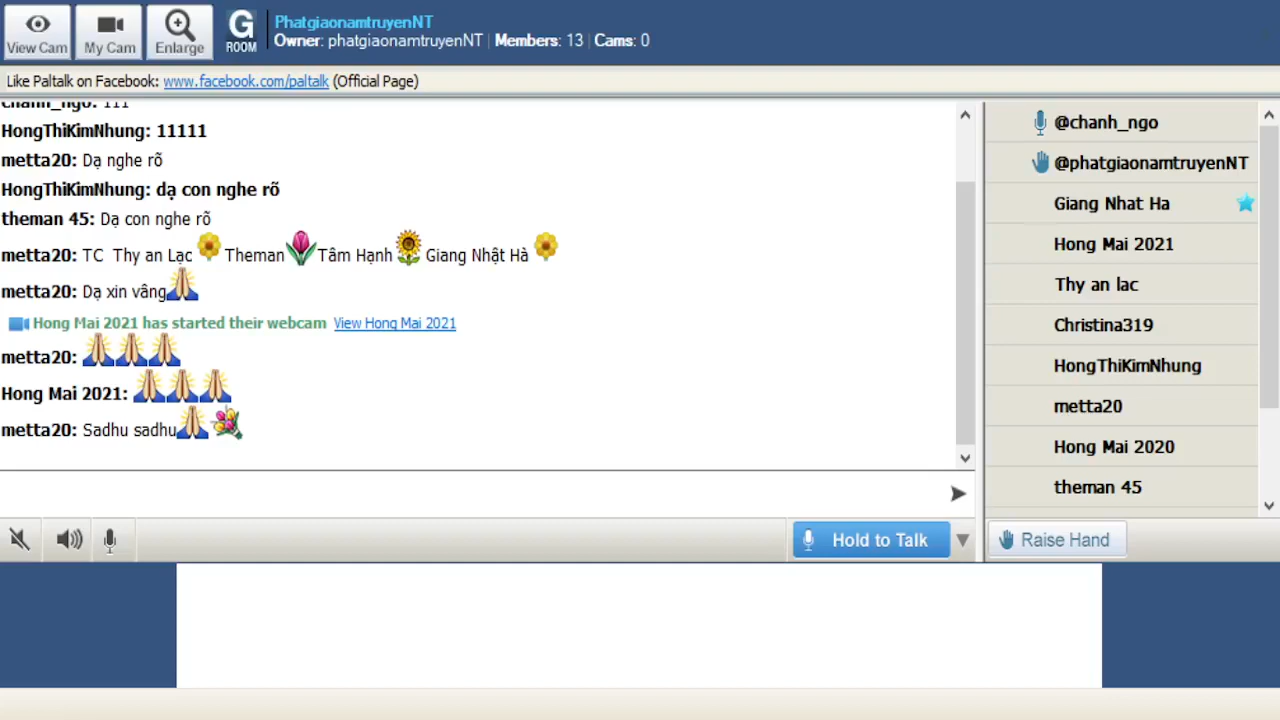 View Cam
My Cam
Enlarge
G
ROOM
PhatgiaonamtruyenNT
Owner: phatgiaonamtruyenNT | Members: 13 | Cams: 0
Like Paltalk on Facebook: www.facebook.com/paltalk (Official Page)
chanh_ngo: 111
HongThiKimNhung: 11111
metta20: Dạ nghe rõ
HongThiKimNhung: dạ con nghe rõ
theman 45: Dạ con nghe rõ
metta20: TC Thy an Lạc Theman Tâm Hạnh Giang Nhật Hà
metta20: Dạ xin vâng
Hong Mai 2021 has started their webcam View Hong Mai 2021
metta20:
Hong Mai 2021:
metta20: Sadhu sadhu
@chanh_ngo
@phatgiaonamtruyenNT
Giang Nhat Ha
Hong Mai 2021
Thy an lac
Christina319
HongThiKimNhung
metta20
Hong Mai 2020
theman 45
Hold to Talk
Raise Hand